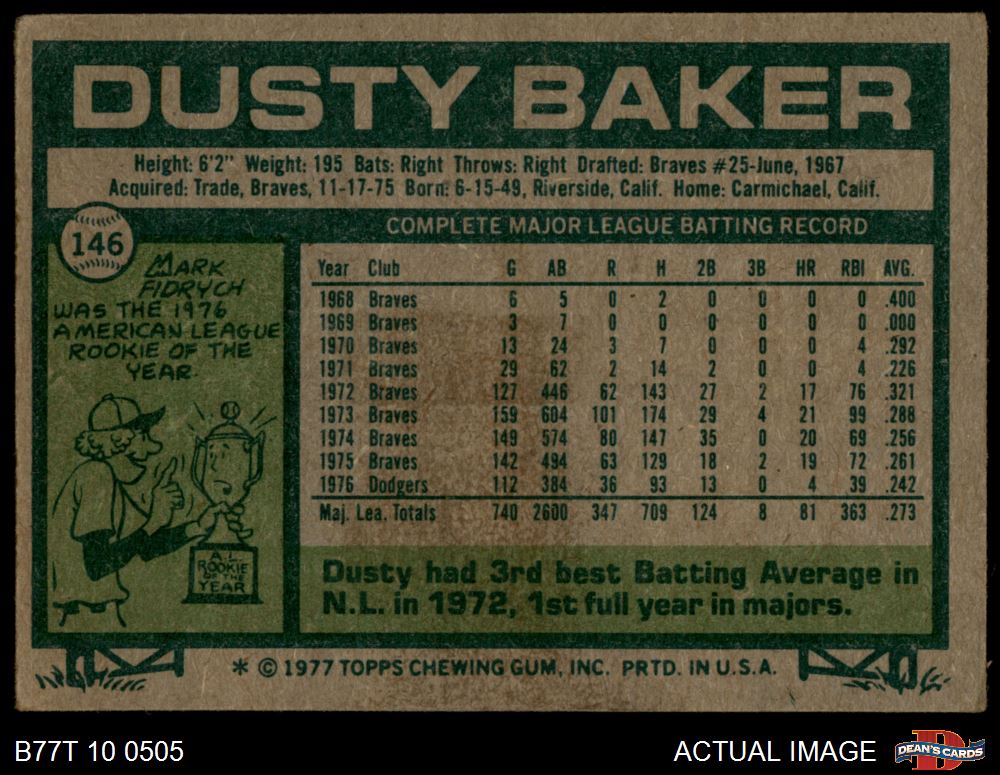 DUSTY BAKER
Height: 6'2" Weight: 195 Bats: Right Throws: Right Drafted: Braves #25-June, 1967
Acquired: Trade, Braves, 11-17-75 Born: 6-15-49, Riverside, Calif. Home: Carmichael, Calif.
146
MARK
FIDRYCH
WAS THE 1976
AMERICAN LEAGUE
ROOKIE OF THE
YEAR.
A.L.
ROOKIE
OF THE
YEAR
COMPLETE MAJOR LEAGUE BATTING RECORD
Year Club G AB R H 2B 3B HR RBI AVG.
1968 Braves 6 5 0 2 0 0 0 0 .400
1969 Braves 3 7 0 0 0 0 0 0 .000
1970 Braves 13 24 3 7 0 0 0 4 .292
1971 Braves 29 62 2 14 2 0 0 4 .226
1972 Braves 127 446 62 143 27 2 17 76 .321
1973 Braves 159 604 101 174 29 4 21 99 .288
1974 Braves 149 574 80 147 35 0 20 69 .256
1975 Braves 142 494 63 129 18 2 19 72 .261
1976 Dodgers 112 384 36 93 13 0 4 39 .242
Maj. Lea. Totals 740 2600 347 709 124 8 81 363 .273
Dusty had 3rd best Batting Average in
N.L. in 1972, 1st full year in majors.
* © 1977 TOPPS CHEWING GUM, INC. PRTD. IN U.S.A.
B77T 10 0505
ACTUAL IMAGE
D
DEAN'S CARDS